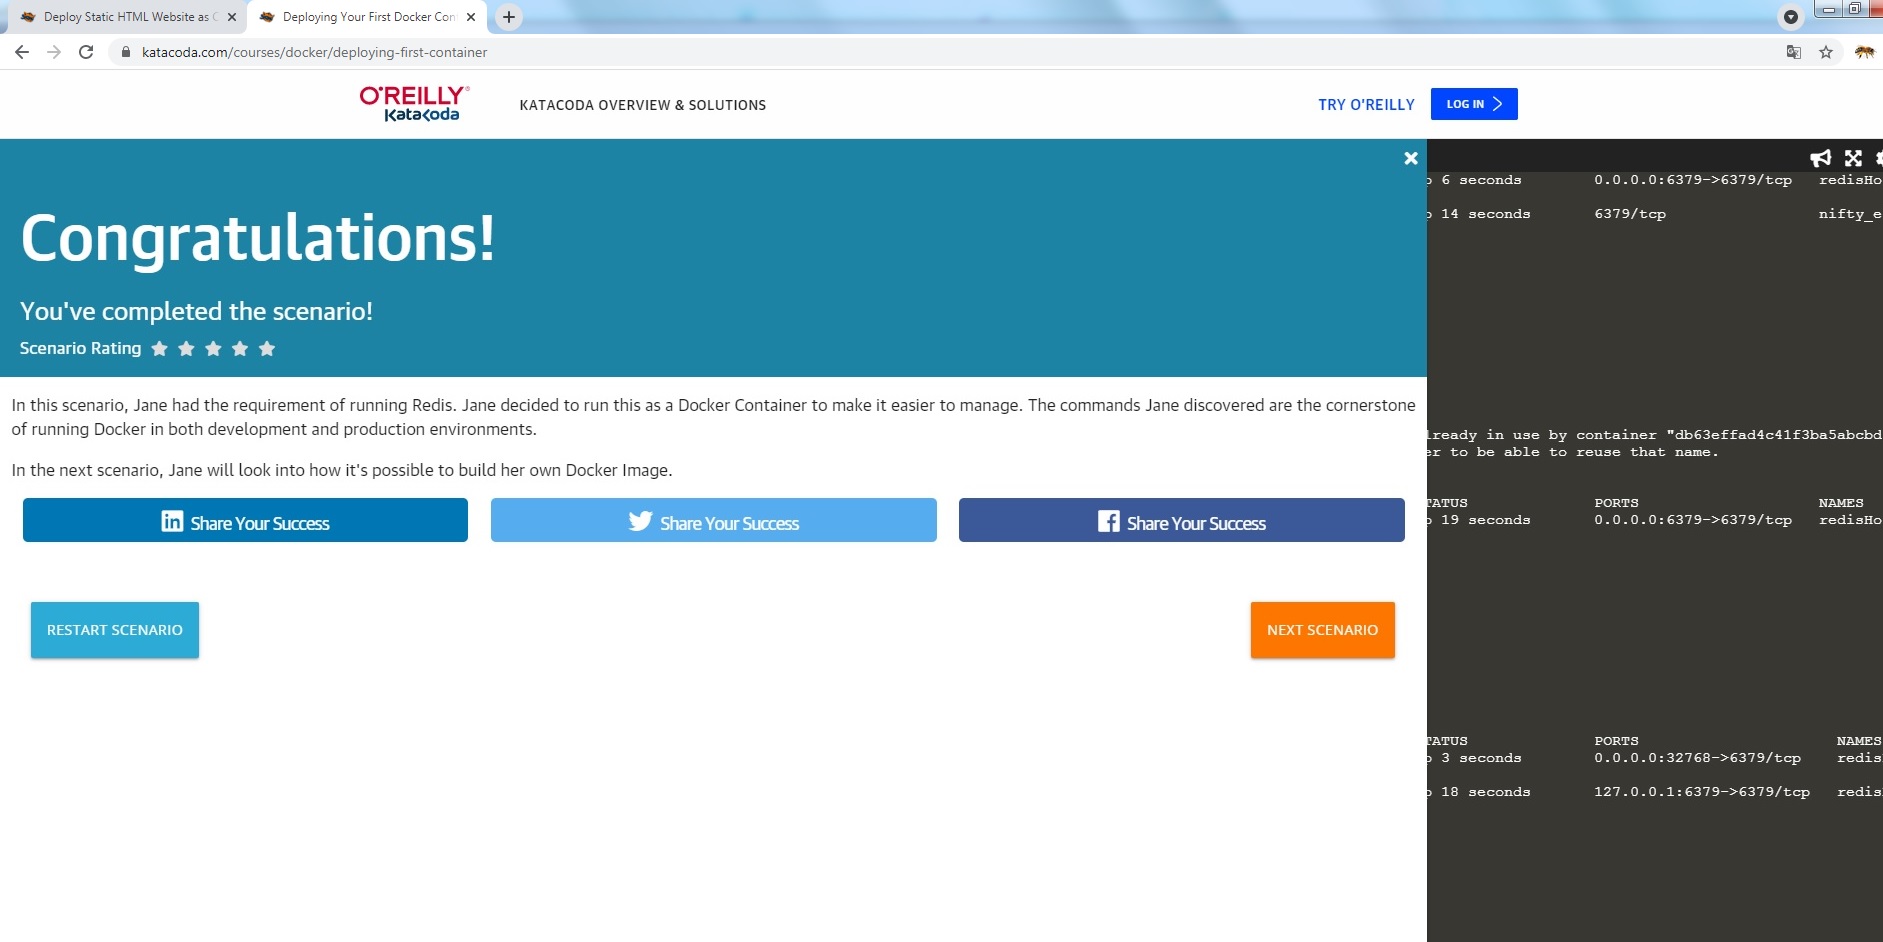 Deploy Static HTML Website as C
Deploying Your First Docker Con
katacoda.com/courses/docker/deploying-first-container
O'REILLY®
KataKoda
KATACODA OVERVIEW & SOLUTIONS
TRY O'REILLY
LOG IN
Congratulations!
You've completed the scenario!
Scenario Rating
In this scenario, Jane had the requirement of running Redis. Jane decided to run this as a Docker Container to make it easier to manage. The commands Jane discovered are the cornerstone
of running Docker in both development and production environments.
In the next scenario, Jane will look into how it's possible to build her own Docker Image.
in Share Your Success
Share Your Success
f Share Your Success
RESTART SCENARIO
NEXT SCENARIO
p 6 seconds 0.0.0.0:6379->6379/tcp redisHo
p 14 seconds 6379/tcp nifty_e
lready in use by container "db63effad4c41f3ba5abcbd
er to be able to reuse that name.
TATUS PORTS NAMES
p 19 seconds 0.0.0.0:6379->6379/tcp redisHo
TATUS PORTS NAMES
p 3 seconds 0.0.0.0:32768->6379/tcp redis
p 18 seconds 127.0.0.1:6379->6379/tcp redis